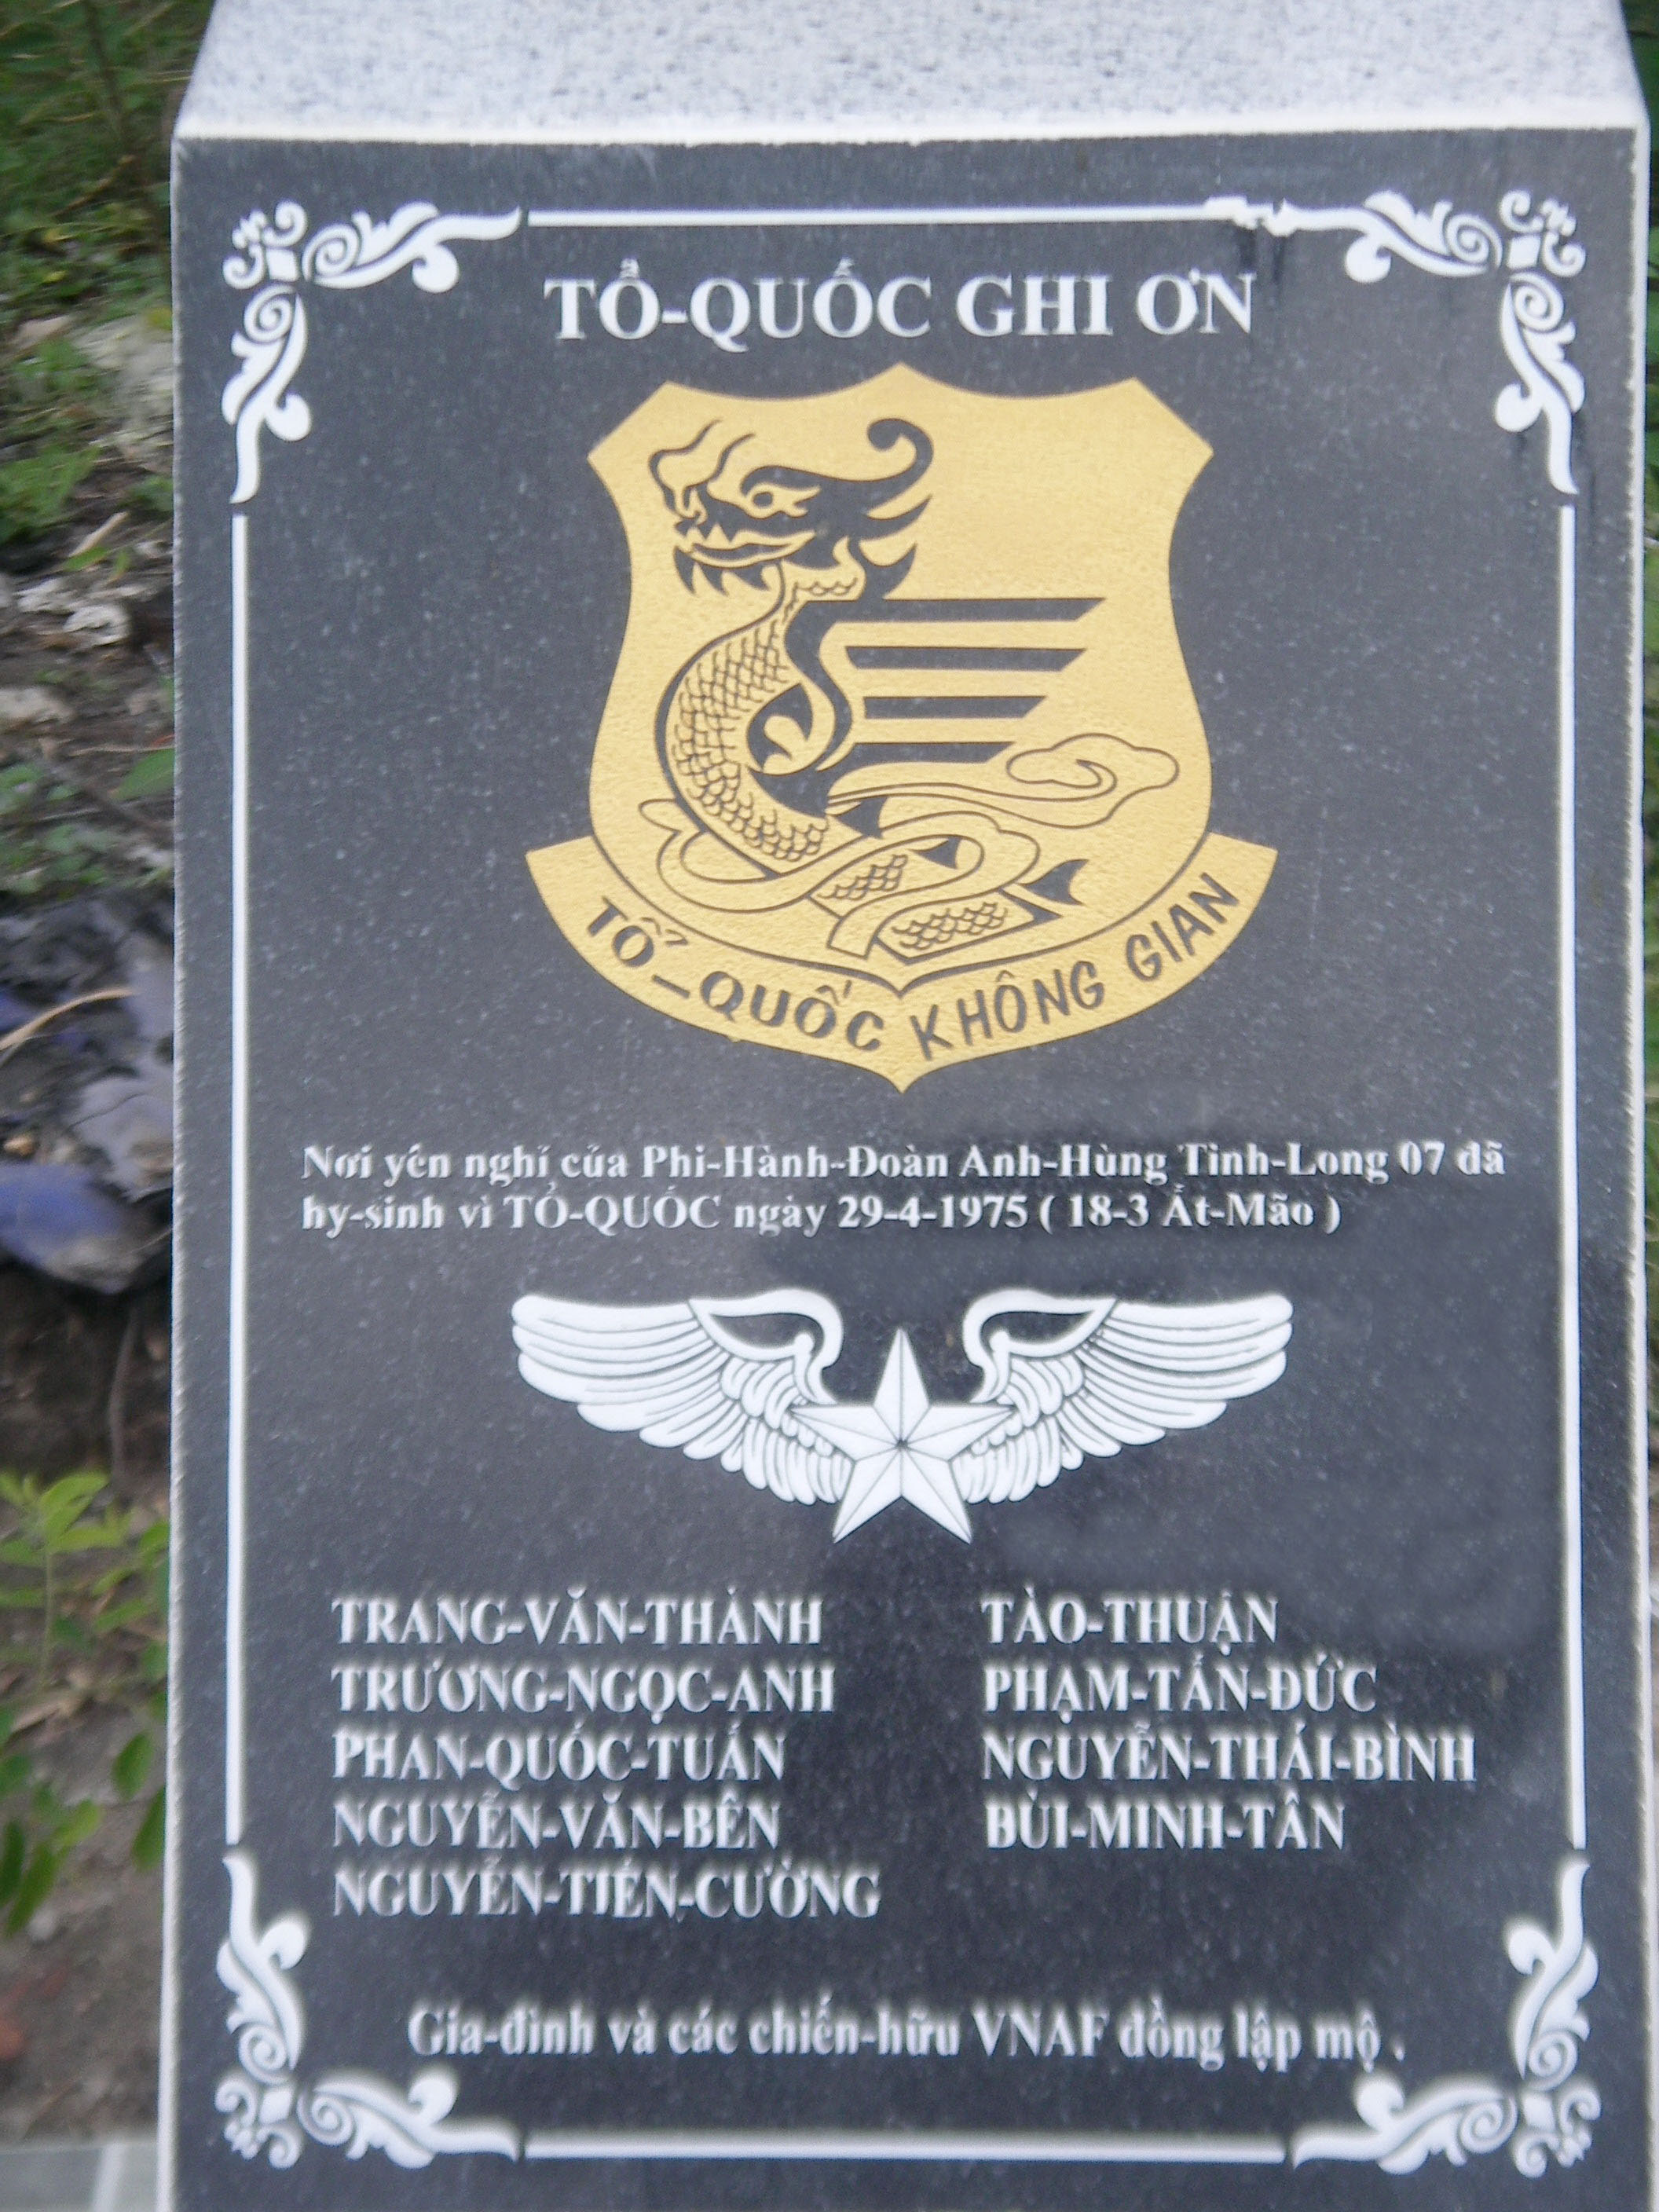 TỔ-QUỐC GHI ƠN
TỔ_QUỐC KHÔNG GIAN
Nơi yên nghỉ của Phi-Hành-Đoàn Anh-Hùng Tinh-Long 07 đã
hy-sinh vì TỔ-QUỐC ngày 29-4-1975 ( 18-3 Ất-Mão )
TRANG-VĂN-THÀNH
TRƯƠNG-NGỌC-ANH
PHAN-QUỐC-TUẤN
NGUYỄN-VĂN-BÊN
NGUYỄN-TIẾN-CƯỜNG
TÀO-THUẬN
PHẠM-TẤN-ĐỨC
NGUYỄN-THÁI-BÌNH
BÙI-MINH-TÂN
Gia-đình và các chiến-hữu VNAF đồng lập mộ .